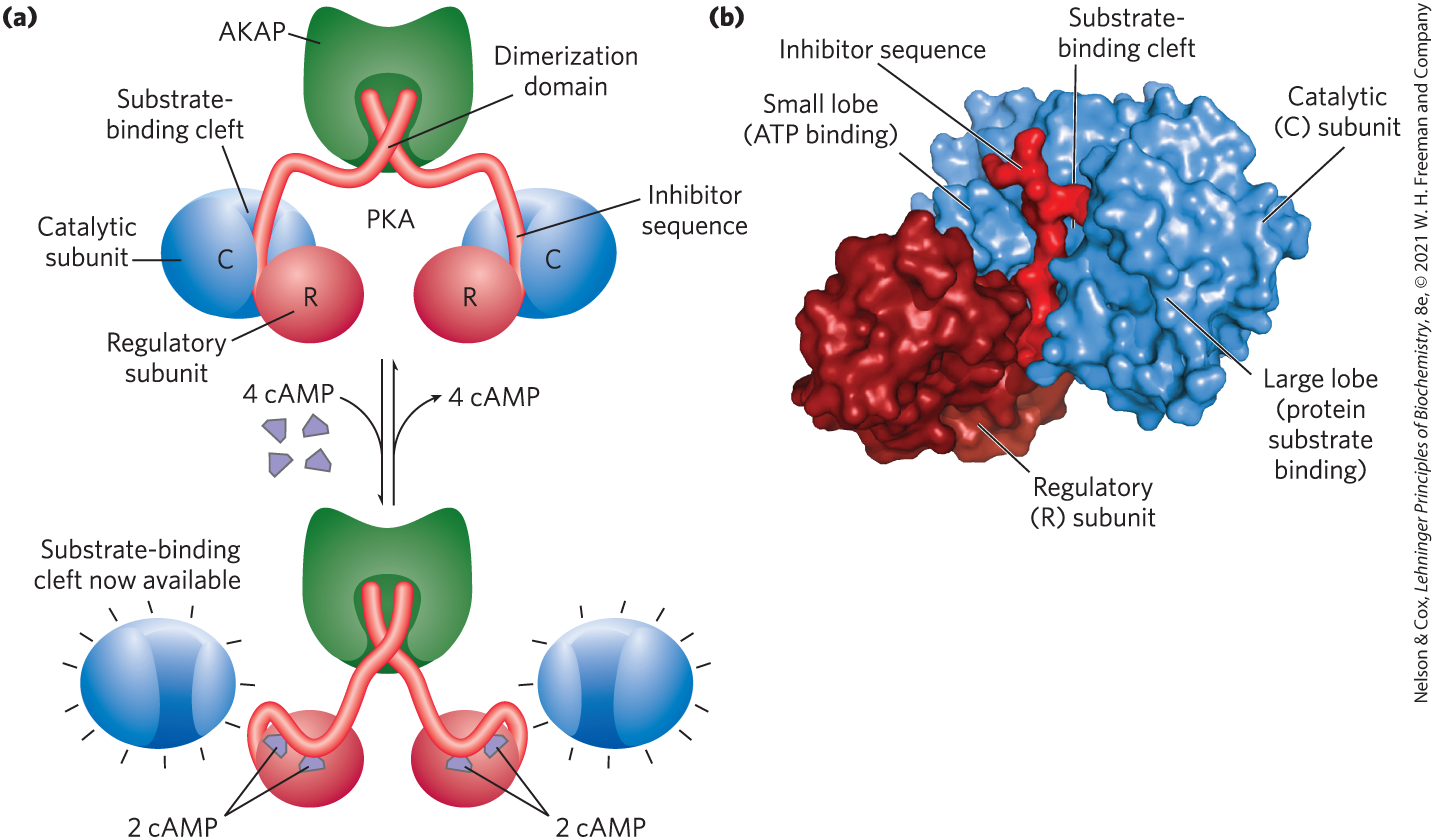 (a)
AKAP
Dimerization
domain
Substrate-
binding cleft
Catalytic
subunit
C
R
PKA
R
C
Inhibitor
sequence
Regulatory
subunit
4 cAMP
4 cAMP
Substrate-binding
cleft now available
2 cAMP
2 cAMP
(b)
Inhibitor sequence
Substrate-
binding cleft
Small lobe
(ATP binding)
Catalytic
(C) subunit
Large lobe
(protein
substrate
binding)
Regulatory
(R) subunit
Nelson & Cox, Lehninger Principles of Biochemistry, 8e, © 2021 W. H. Freeman and Company